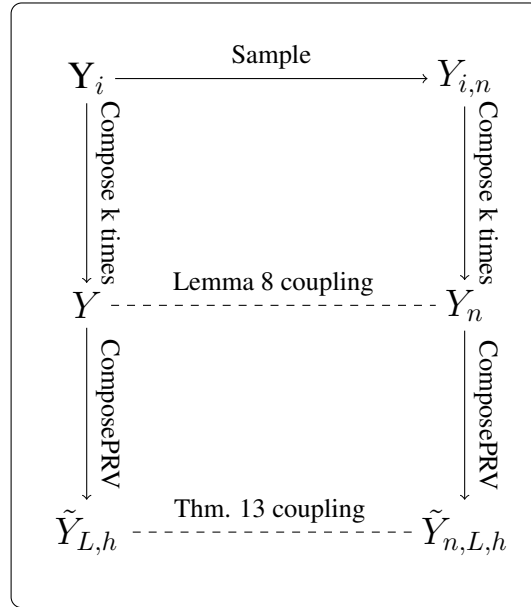 Sample
𝐘_i Y_{i,n}
Compose k times Compose k times
Lemma 8 coupling
Y Y_n
ComposePRV ComposePRV
Thm. 13 coupling
Ỹ_{L,h} Ỹ_{n,L,h}